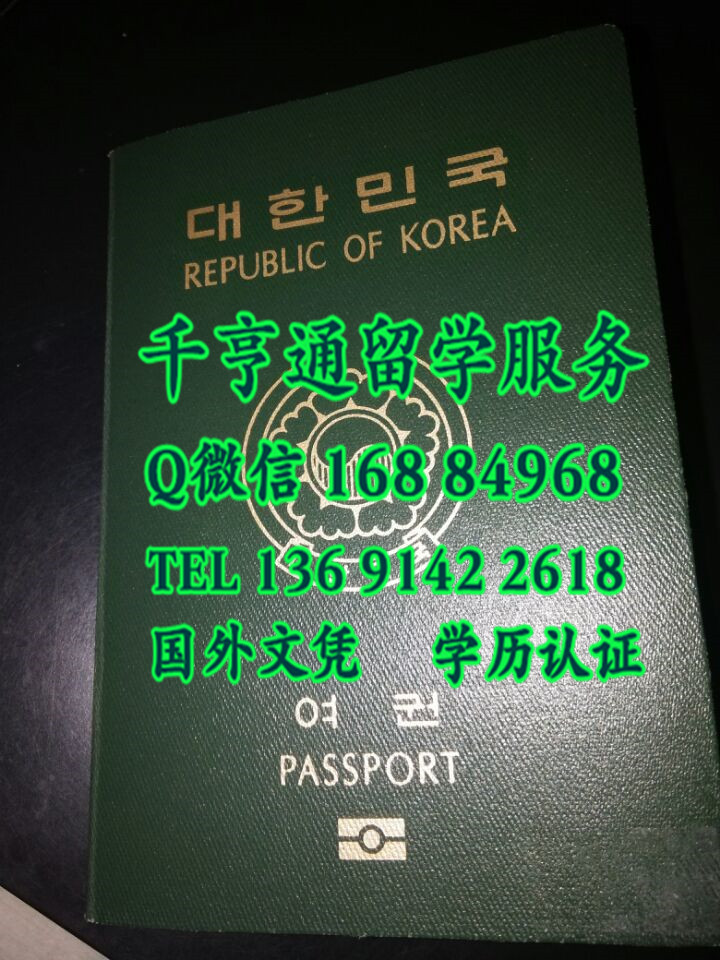 대한민국
REPUBLIC OF KOREA
千亨通留学服务
Q微信 168 84968
TEL 136 9142 2618
国外文凭 学历认证
여권
PASSPORT